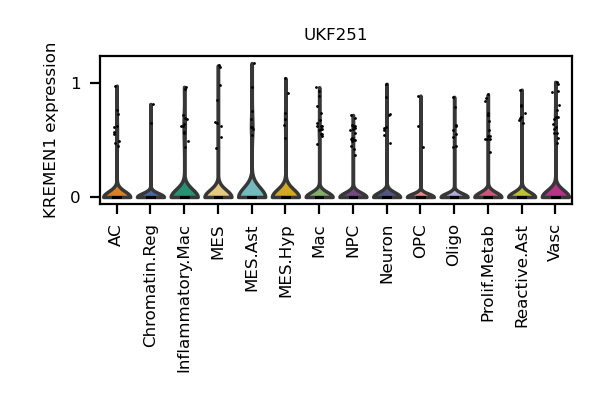 UKF251
KREMEN1 expression
1
0
AC
Chromatin.Reg
Inflammatory.Mac
MES
MES.Ast
MES.Hyp
Mac
NPC
Neuron
OPC
Oligo
Prolif.Metab
Reactive.Ast
Vasc